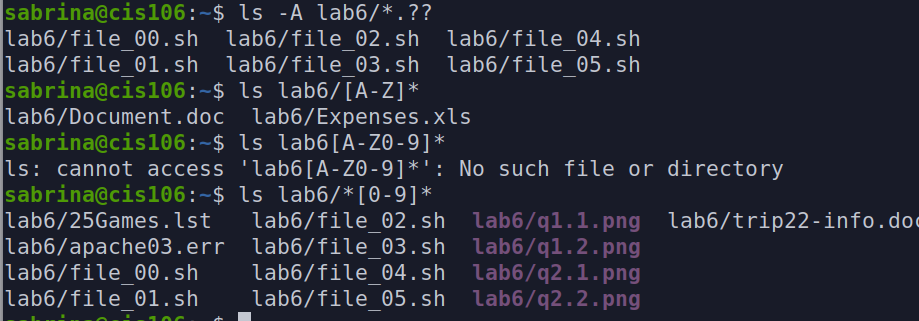 sabrina@cis106:~$ ls -A lab6/*.??
lab6/file_00.sh  lab6/file_02.sh  lab6/file_04.sh
lab6/file_01.sh  lab6/file_03.sh  lab6/file_05.sh
sabrina@cis106:~$ ls lab6/[A-Z]*
lab6/Document.doc  lab6/Expenses.xls
sabrina@cis106:~$ ls lab6[A-Z0-9]*
ls: cannot access 'lab6[A-Z0-9]*': No such file or directory
sabrina@cis106:~$ ls lab6/*[0-9]*
lab6/25Games.lst   lab6/file_02.sh  lab6/q1.1.png  lab6/trip22-info.doc
lab6/apache03.err  lab6/file_03.sh  lab6/q1.2.png
lab6/file_00.sh    lab6/file_04.sh  lab6/q2.1.png
lab6/file_01.sh    lab6/file_05.sh  lab6/q2.2.png
sabrina@cis106:~$